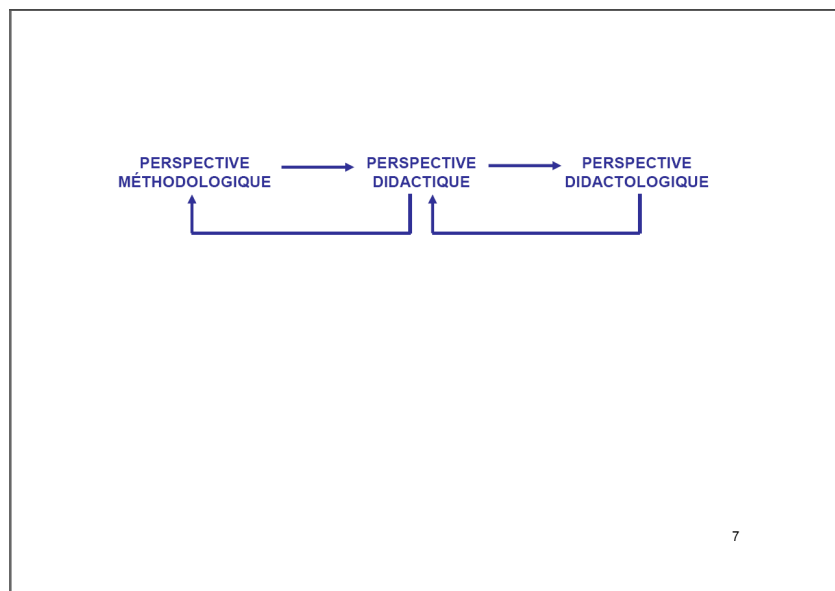 PERSPECTIVE
MÉTHODOLOGIQUE
PERSPECTIVE
DIDACTIQUE
PERSPECTIVE
DIDACTOLOGIQUE
7